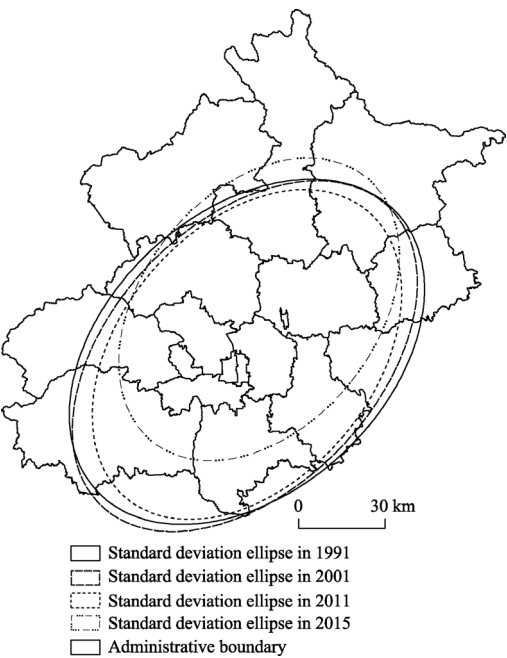 0 30 km
Standard deviation ellipse in 1991
Standard deviation ellipse in 2001
Standard deviation ellipse in 2011
Standard deviation ellipse in 2015
Administrative boundary